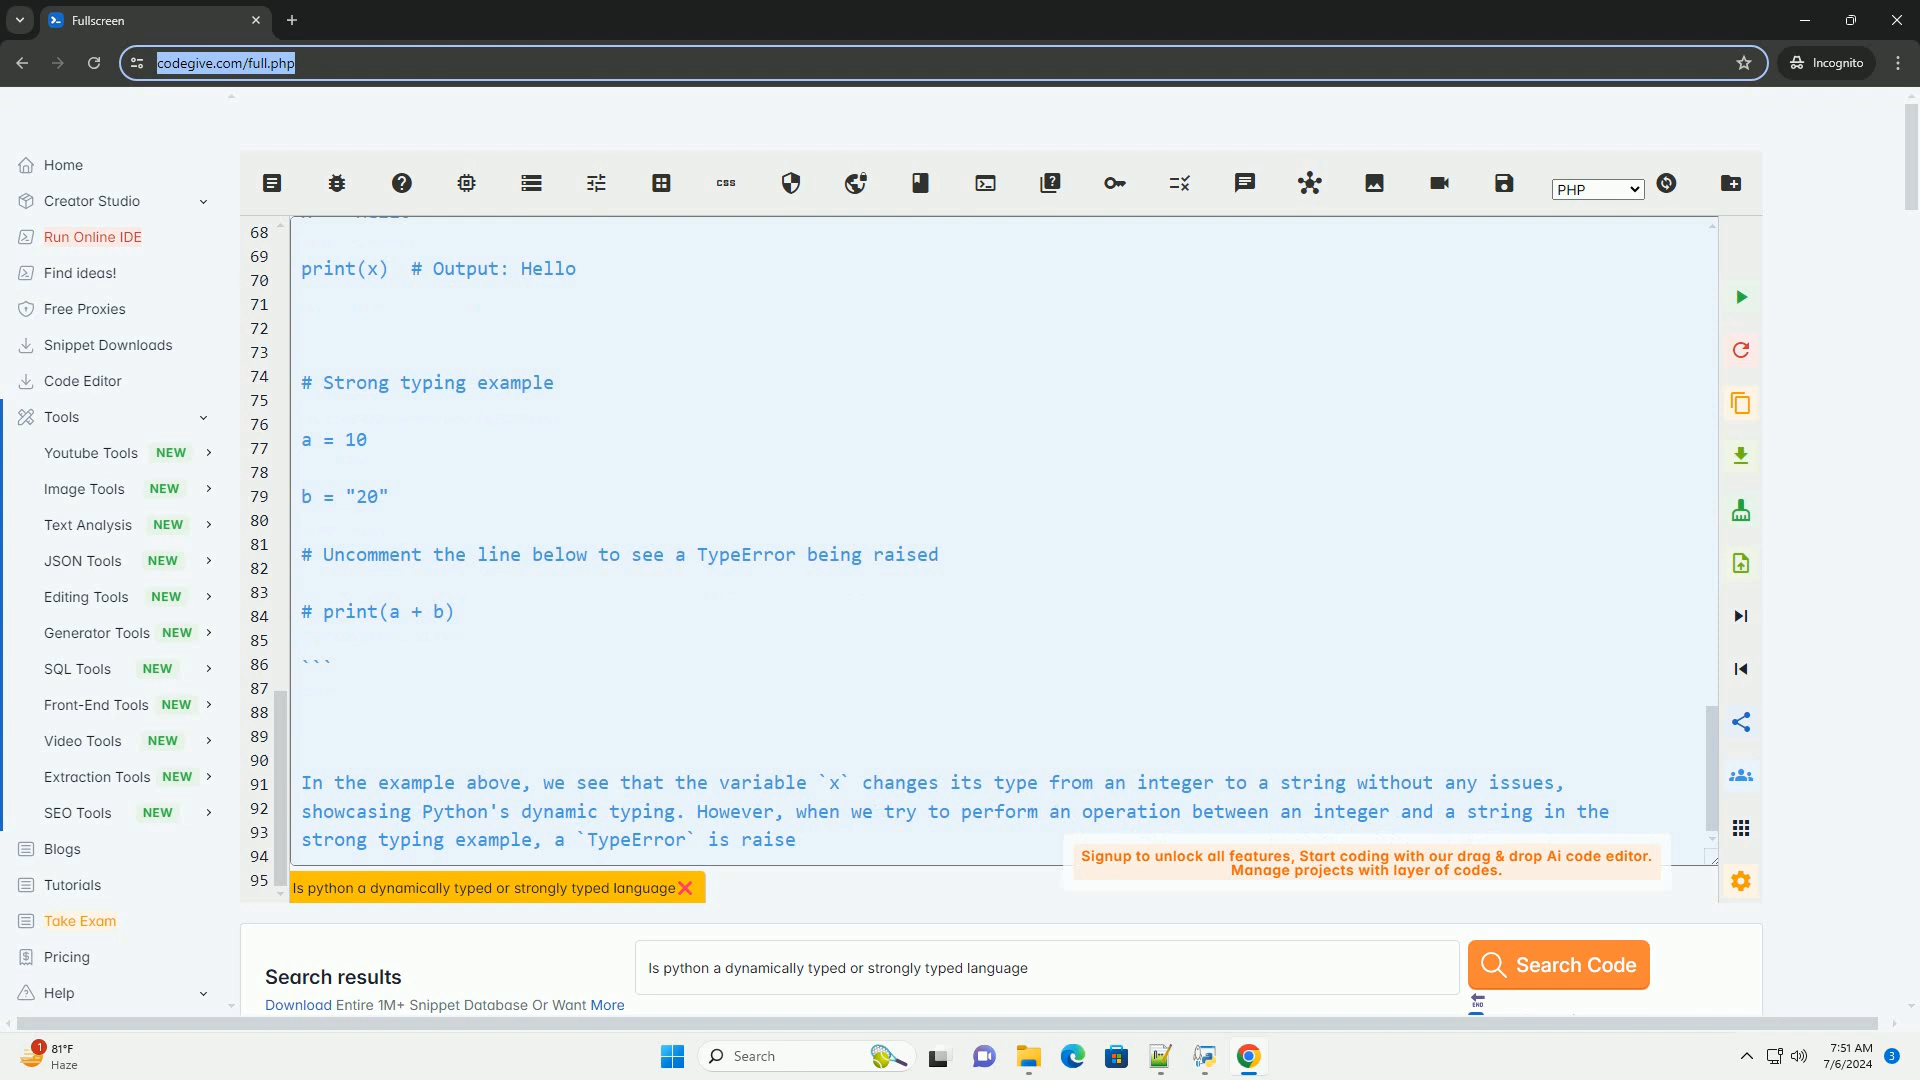 Fullscreen
codegive.com/full.php
Incognito
Home
Creator Studio
Run Online IDE
Find ideas!
Free Proxies
Snippet Downloads
Code Editor
Tools
Youtube Tools NEW
Image Tools NEW
Text Analysis NEW
JSON Tools NEW
Editing Tools NEW
Generator Tools NEW
SQL Tools NEW
Front-End Tools NEW
Video Tools NEW
Extraction Tools NEW
SEO Tools NEW
Blogs
Tutorials
Take Exam
Pricing
Help
css
PHP
68
69
70
71
72
73
74
75
76
77
78
79
80
81
82
83
84
85
86
87
88
89
90
91
92
93
94
95
print(x)  # Output: Hello
# Strong typing example
a = 10
b = "20"
# Uncomment the line below to see a TypeError being raised
# print(a + b)
```
In the example above, we see that the variable `x` changes its type from an integer to a string without any issues,
showcasing Python's dynamic typing. However, when we try to perform an operation between an integer and a string in the
strong typing example, a `TypeError` is raise
Signup to unlock all features, Start coding with our drag & drop Ai code editor.
Manage projects with layer of codes.
Is python a dynamically typed or strongly typed language
Search results
Download Entire 1M+ Snippet Database Or Want More
Is python a dynamically typed or strongly typed language
Search Code
END
1
81°F
Haze
Search
7:51 AM
7/6/2024
3